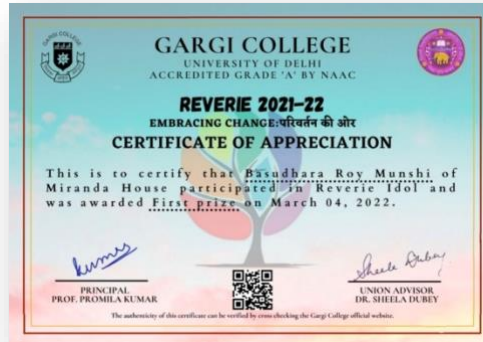 GARGI COLLEGE
UNIVERSITY OF DELHI
ACCREDITED GRADE 'A' BY NAAC
REVERIE 2021-22
EMBRACING CHANGE:परिवर्तन की ओर
CERTIFICATE OF APPRECIATION
This is to certify that Basudhara Roy Munshi of
Miranda House participated in Reverie Idol and
was awarded First prize on March 04, 2022.
Kumar
Sheela Dubey
PRINCIPAL
PROF. PROMILA KUMAR
UNION ADVISOR
DR. SHEELA DUBEY
The authenticity of this certificate can be verified by cross checking the Gargi College official website.